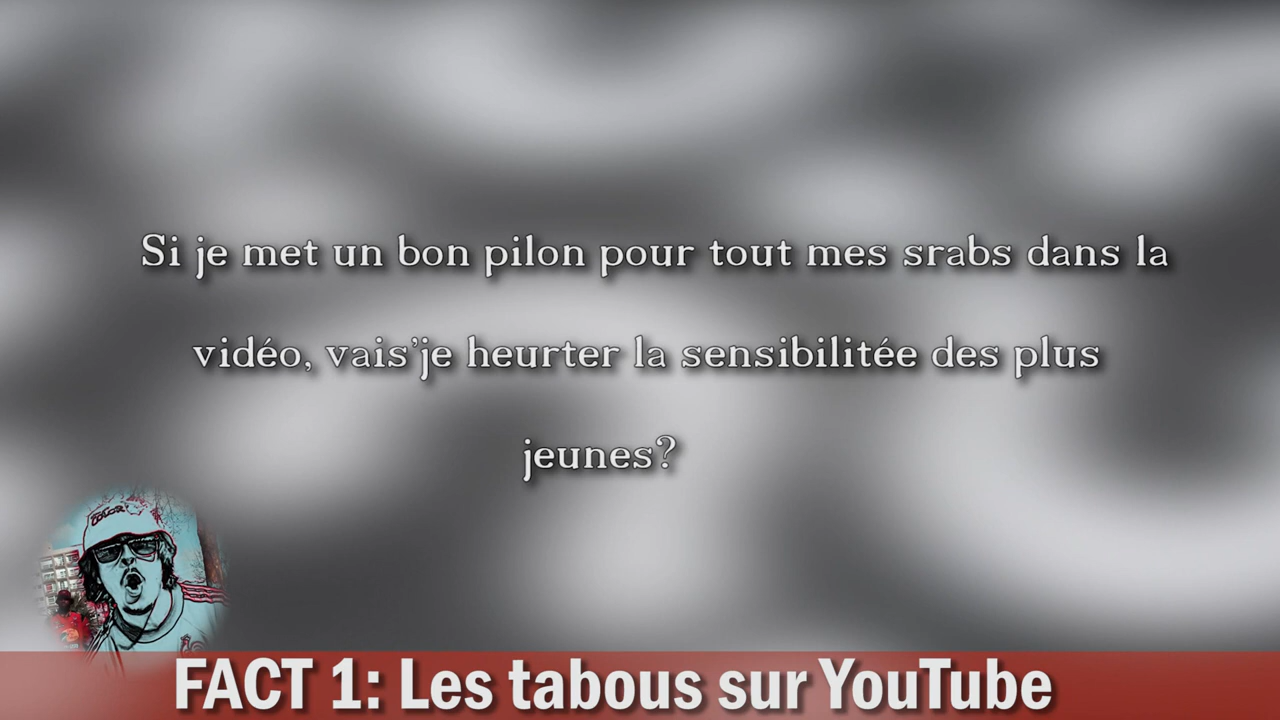 Si je met un bon pilon pour tout mes srabs dans la
vidéo, vais'je heurter la sensibilitée des plus
jeunes?
FACT 1: Les tabous sur YouTube